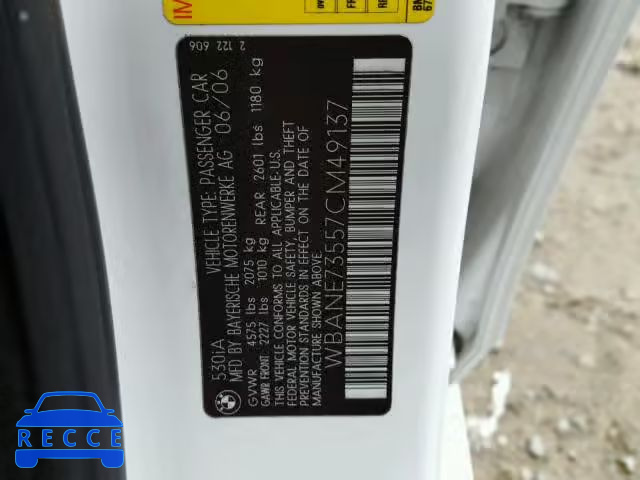 530iA
VEHICLE TYPE: PASSENGER CAR
MFD BY BAYERISCHE MOTORENWERKE AG 06/06
GVWR 4575 lbs 2075 kg
GAWR FRONT: 2227 lbs 1010 kg REAR 2601 lbs 1180 kg
THIS VEHICLE CONFORMS TO ALL APPLICABLE U.S.
FEDERAL MOTOR VEHICLE SAFETY, BUMPER AND THEFT
PREVENTION STANDARDS IN EFFECT ON THE DATE OF
MANUFACTURE SHOWN ABOVE
WBANE73557CM49137
2 122 606
BMW
IM
FR
RECCE